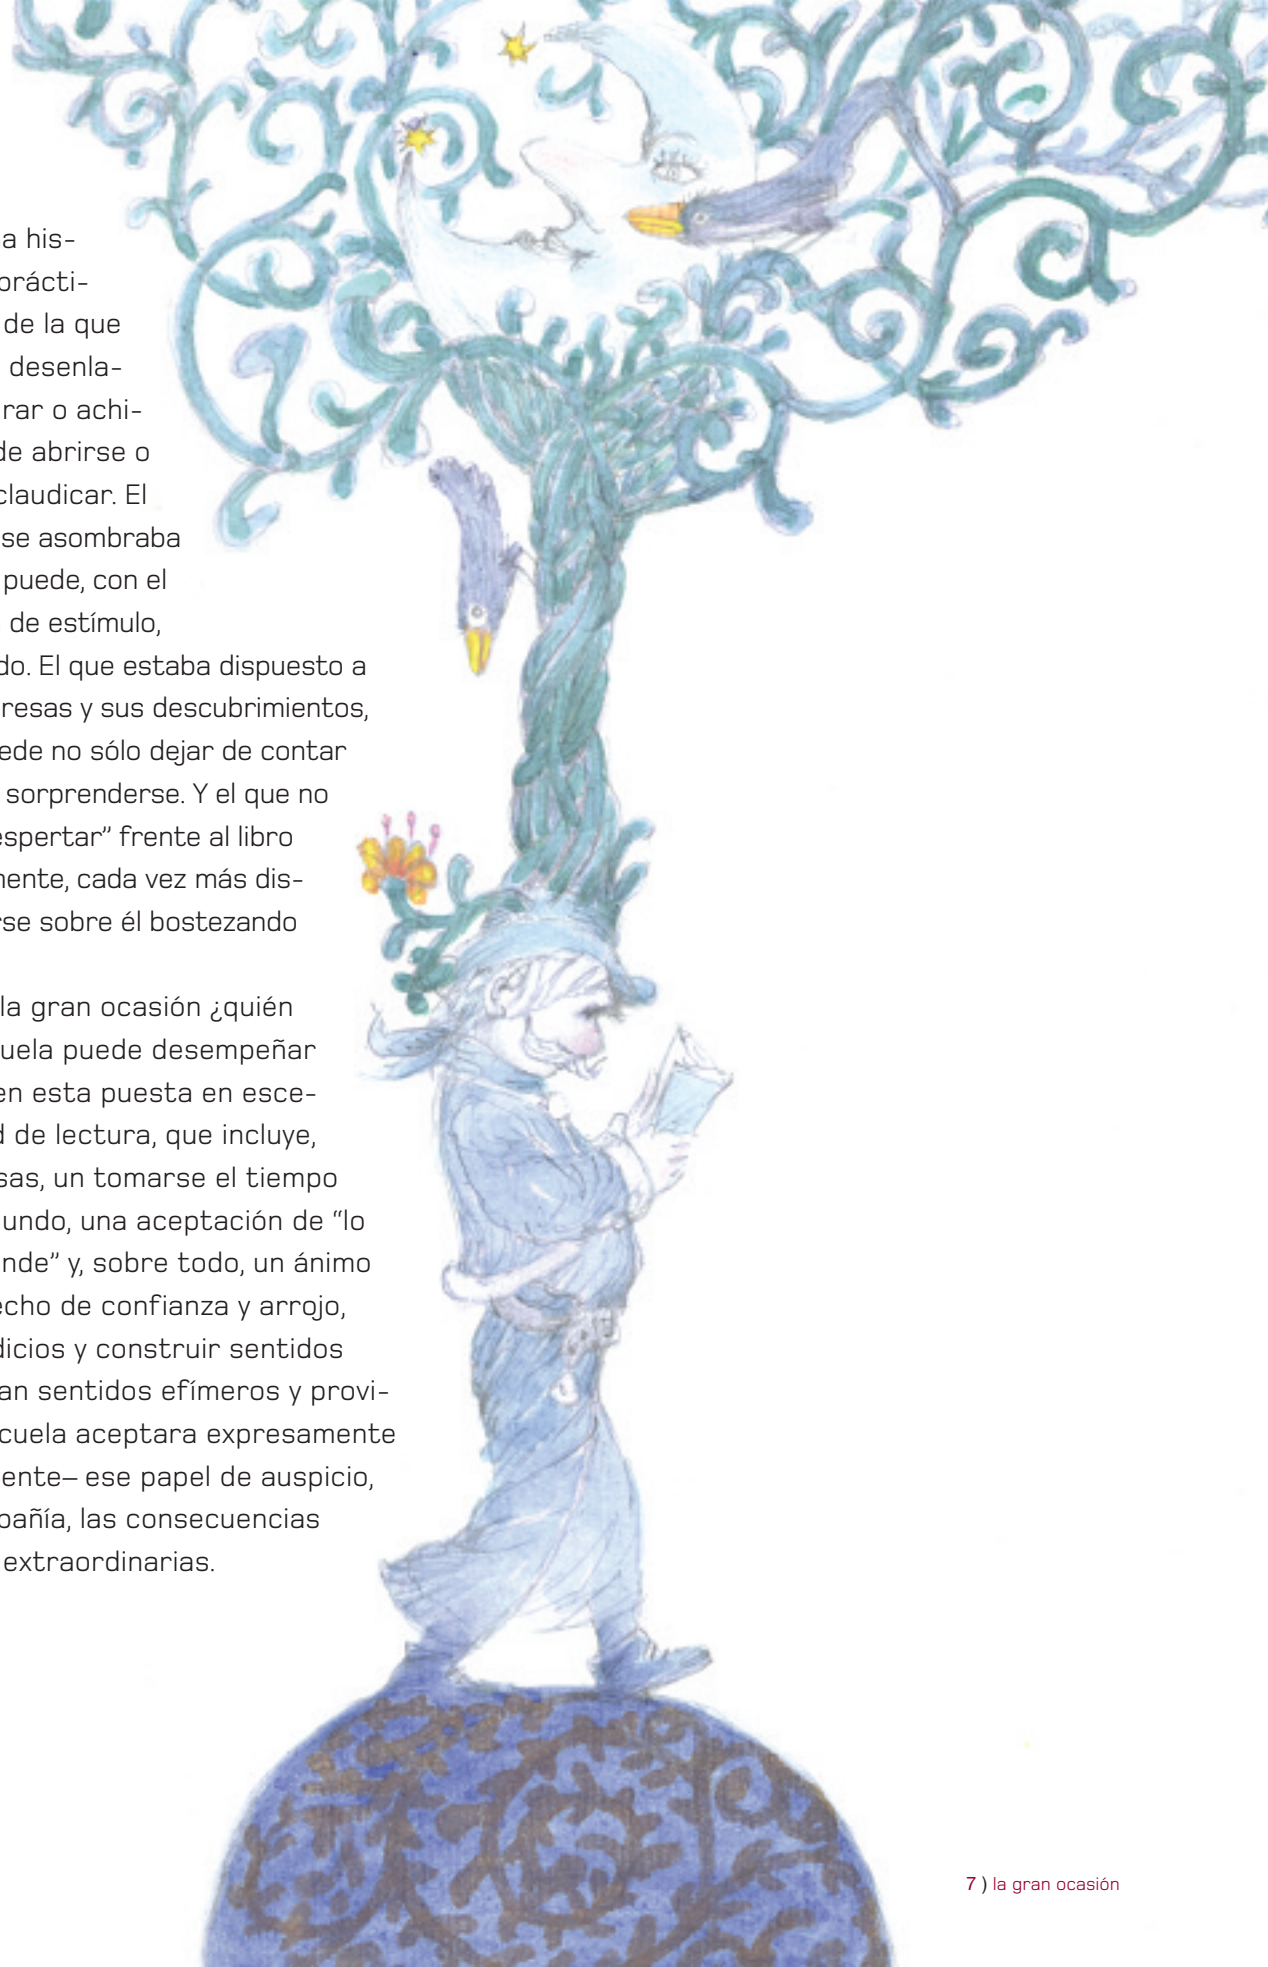 a his-
prácti-
de la que
desenla-
rar o achi-
de abrirse o
claudicar. El
se asombraba
puede, con el
de estímulo,
do. El que estaba dispuesto a
resas y sus descubrimientos,
ede no sólo dejar de contar
sorprenderse. Y el que no
espertar” frente al libro
mente, cada vez más dis-
rse sobre él bostezando
la gran ocasión ¿quién
uela puede desempeñar
en esta puesta en esce-
d de lectura, que incluye,
sas, un tomarse el tiempo
undo, una aceptación de “lo
nde” y, sobre todo, un ánimo
echo de confianza y arrojo,
dicios y construir sentidos
an sentidos efímeros y provi-
cuela aceptara expresamente
ente– ese papel de auspicio,
pañía, las consecuencias
extraordinarias.
7 ) la gran ocasión